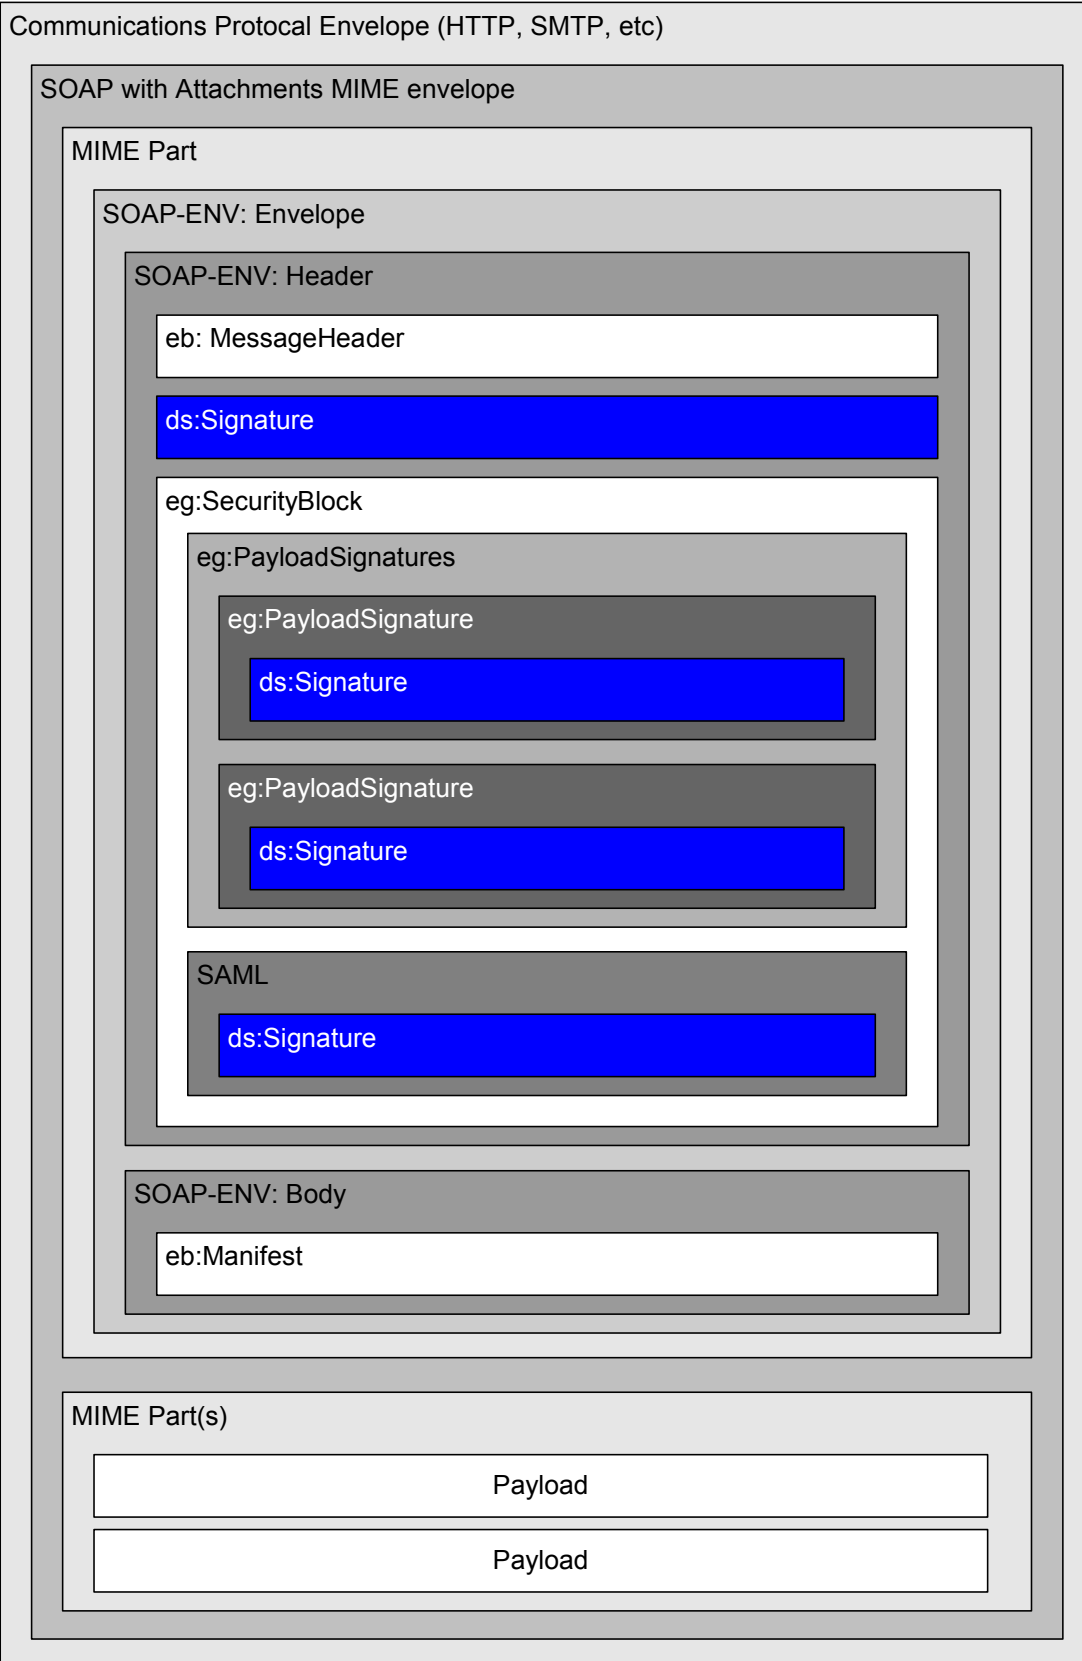 Communications Protocal Envelope (HTTP, SMTP, etc)
SOAP with Attachments MIME envelope
MIME Part
SOAP-ENV: Envelope
SOAP-ENV: Header
eb: MessageHeader
ds:Signature
eg:SecurityBlock
eg:PayloadSignatures
eg:PayloadSignature
ds:Signature
eg:PayloadSignature
ds:Signature
SAML
ds:Signature
SOAP-ENV: Body
eb:Manifest
MIME Part(s)
Payload
Payload